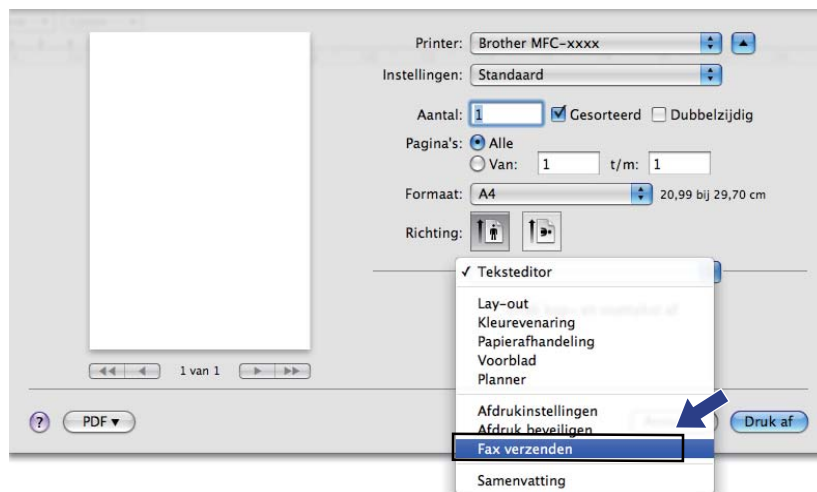 Printer: Brother MFC-xxxx
Instellingen: Standaard
Aantal: 1 Gesorteerd Dubbelzijdig
Pagina's: Alle
Van: 1 t/m: 1
Formaat: A4 20,99 bij 29,70 cm
Richting:
✓ Teksteditor
Lay-out
Kleurevenaring
Papierafhandeling
Voorblad
Planner
1 van 1
Afdrukinstellingen
Afdruk beveiligen
Fax verzenden
Samenvatting
? PDF ▾ Druk af